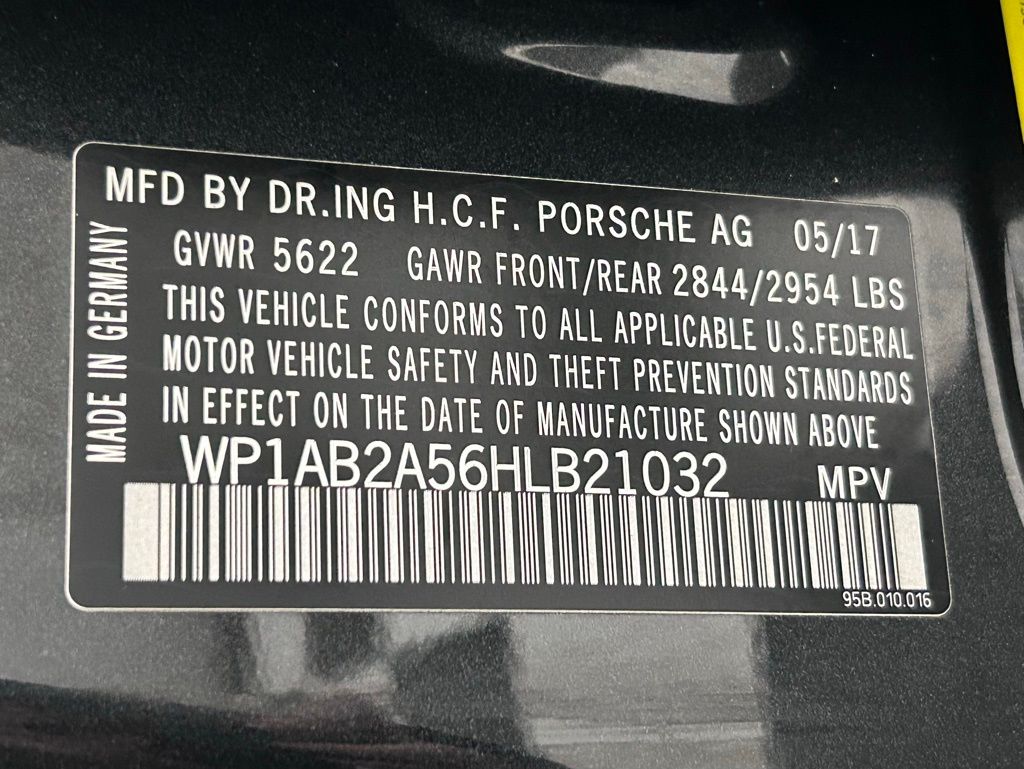 MFD BY DR.ING H.C.F. PORSCHE AG 05/17
GVWR 5622 GAWR FRONT/REAR 2844/2954 LBS
THIS VEHICLE CONFORMS TO ALL APPLICABLE U.S.FEDERAL
MOTOR VEHICLE SAFETY AND THEFT PREVENTION STANDARDS
IN EFFECT ON THE DATE OF MANUFACTURE SHOWN ABOVE
WP1AB2A56HLB21032 MPV
95B.010.016
MADE IN GERMANY